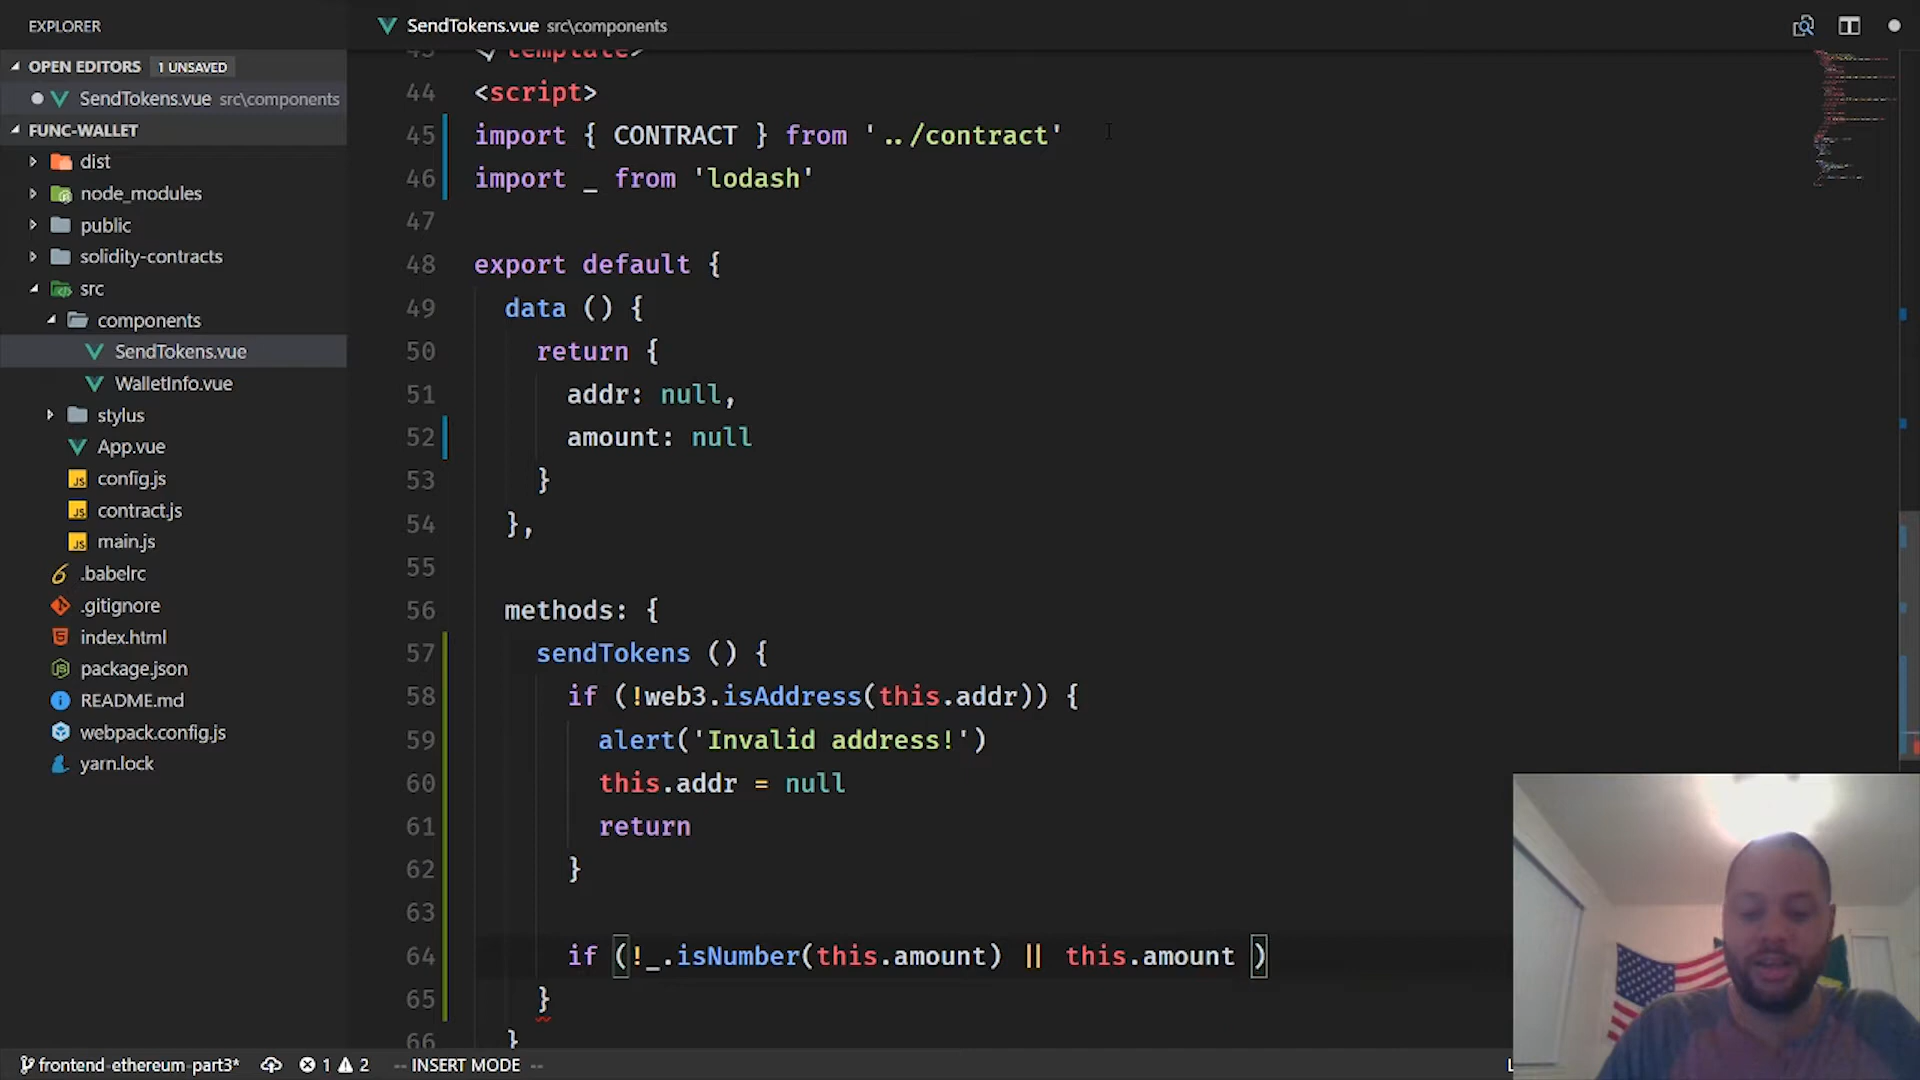 EXPLORER
SendTokens.vue src\components
OPEN EDITORS 1 UNSAVED
SendTokens.vue src\components
FUNC-WALLET
dist
node_modules
public
solidity-contracts
src
components
SendTokens.vue
WalletInfo.vue
stylus
App.vue
config.js
contract.js
main.js
.babelrc
.gitignore
index.html
package.json
README.md
webpack.config.js
yarn.lock
43 </template>
44 <script>
45 import { CONTRACT } from '../contract'
46 import _ from 'lodash'
47
48 export default {
49 data () {
50 return {
51 addr: null,
52 amount: null
53 }
54 },
55
56 methods: {
57 sendTokens () {
58 if (!web3.isAddress(this.addr)) {
59 alert('Invalid address!')
60 this.addr = null
61 return
62 }
63
64 if (!_.isNumber(this.amount) || this.amount )
65 }
66 }
frontend-ethereum-part3* 1 2 -- INSERT MODE --